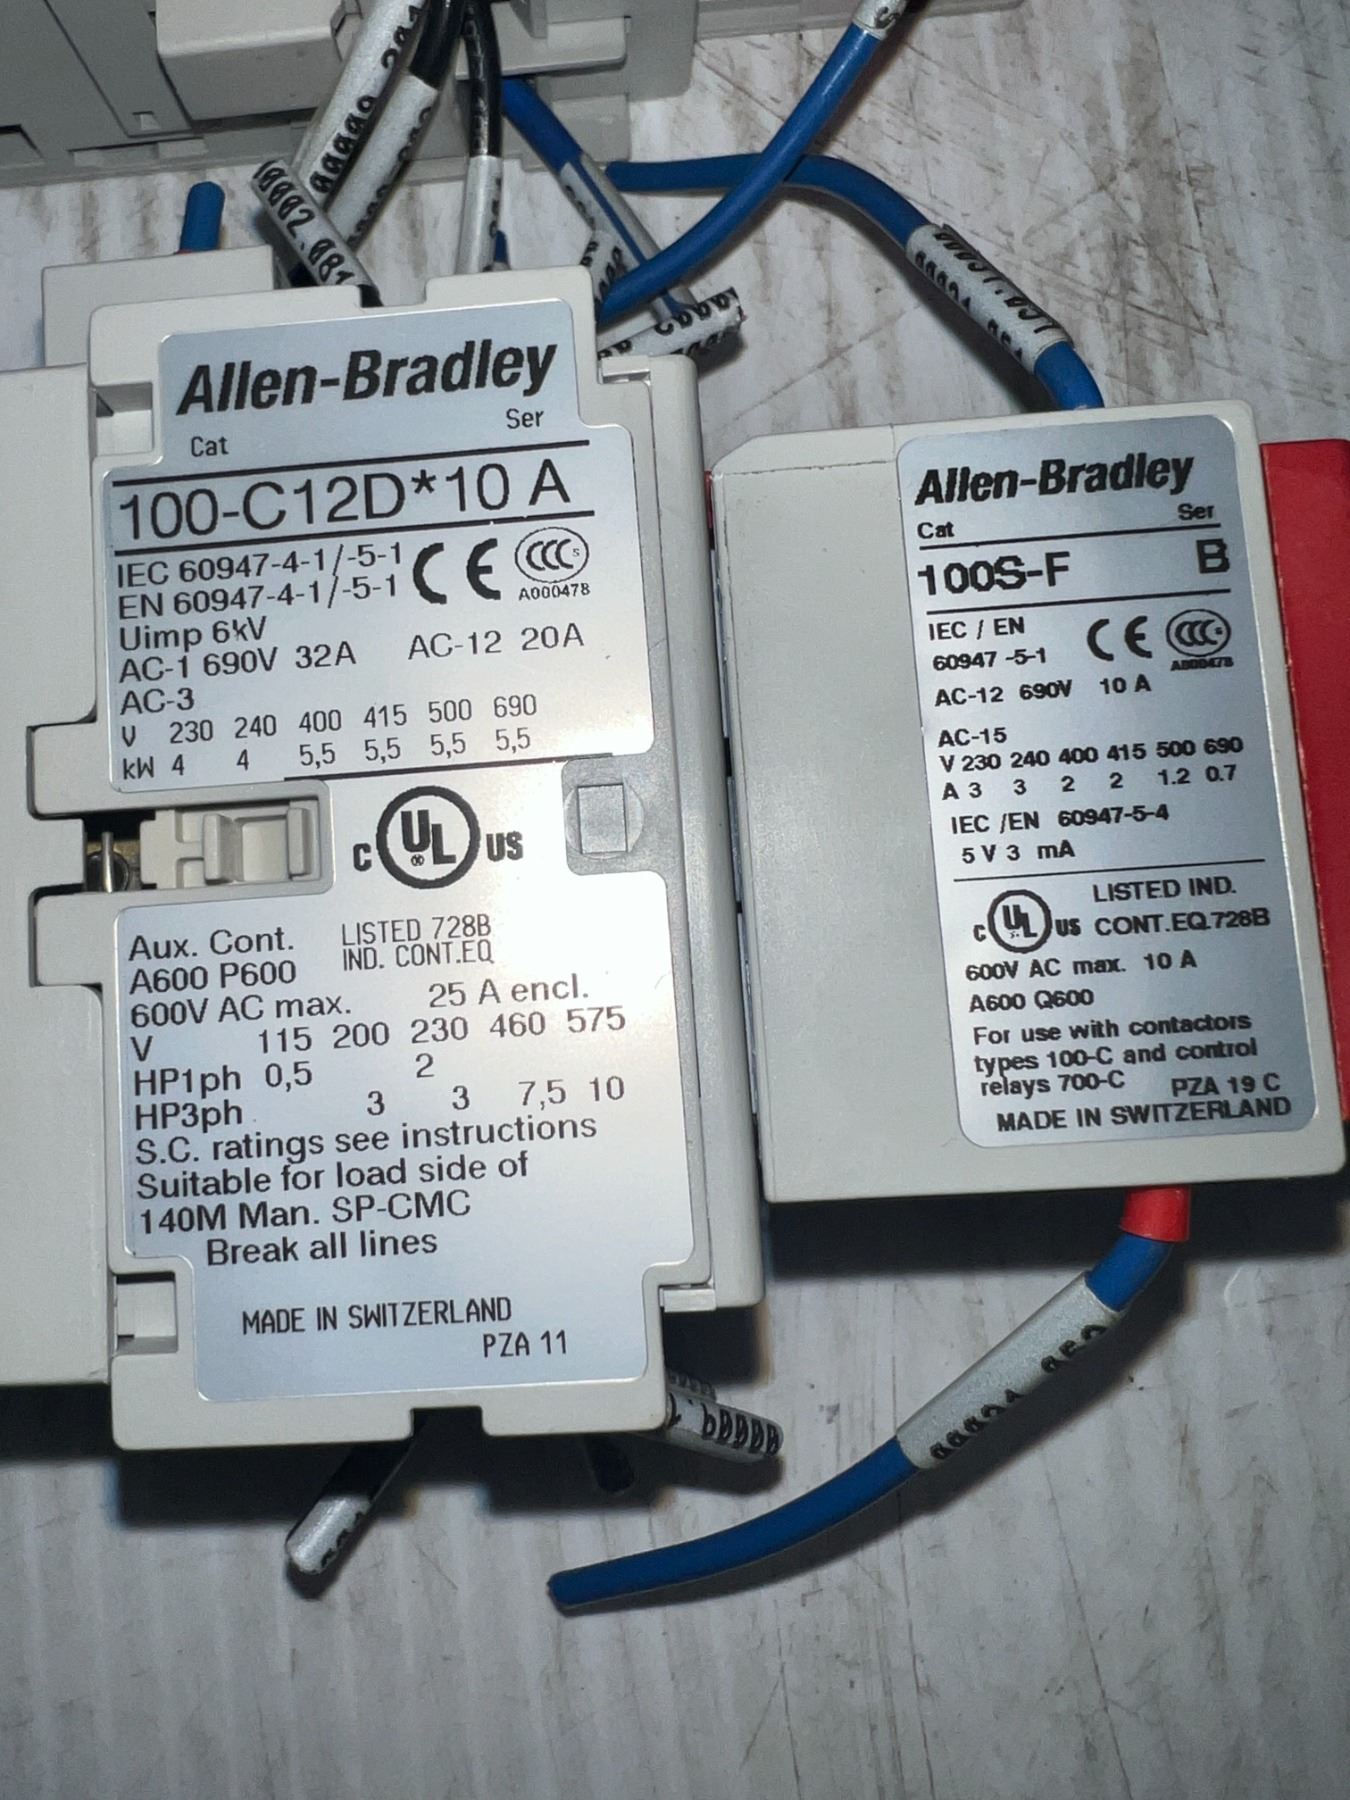 10002.081
Allen-Bradley
Cat Ser
100-C12D*10 A
IEC 60947-4-1/-5-1
EN 60947-4-1/-5-1
CE CCC S
A000478
Uimp 6kV
AC-1 690V 32A AC-12 20A
AC-3
V 230 240 400 415 500 690
kW 4 4 5,5 5,5 5,5 5,5
C UL US
®
Aux. Cont. LISTED 728B
A600 P600 IND. CONT.EQ
600V AC max. 25 A encl.
V 115 200 230 460 575
HP1ph 0,5 2
HP3ph 3 3 7,5 10
S.C. ratings see instructions
Suitable for load side of
140M Man. SP-CMC
Break all lines
MADE IN SWITZERLAND
PZA 11
Allen-Bradley
Cat Ser
100S-F B
IEC / EN
60947 -5-1
CE CCC
A000478
AC-12 690V 10 A
AC-15
V 230 240 400 415 500 690
A 3 3 2 2 1.2 0.7
IEC /EN 60947-5-4
5 V 3 mA
C UL US
LISTED IND.
CONT.EQ.728B
600V AC max. 10 A
A600 Q600
For use with contactors
types 100-C and control
relays 700-C PZA 19 C
MADE IN SWITZERLAND